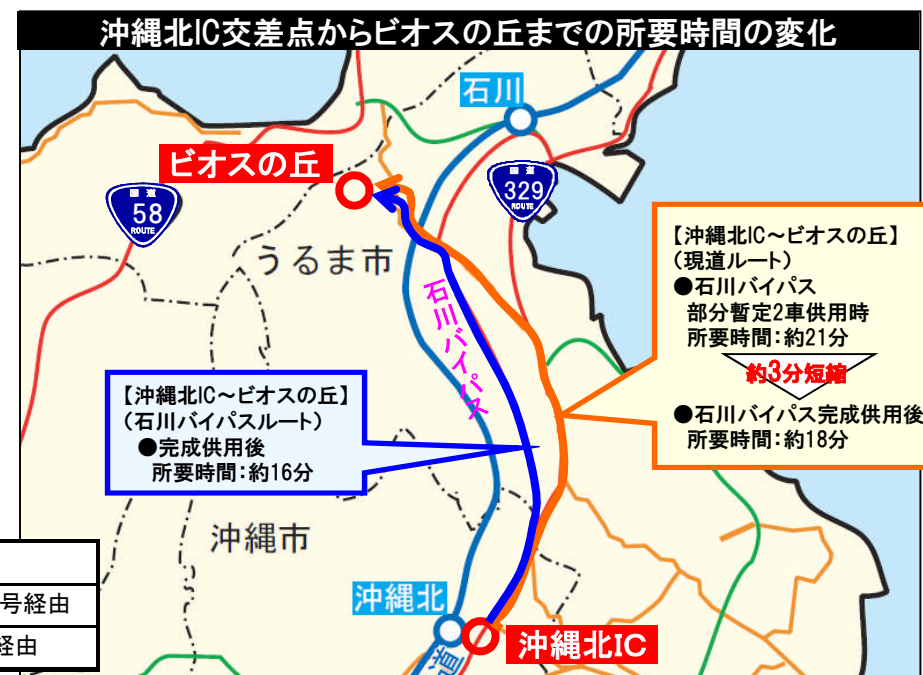 沖縄北IC交差点からビオスの丘までの所要時間の変化
石川
ビオスの丘
国道
58
ROUTE
国道
329
ROUTE
うるま市
石川バイパス
【沖縄北IC～ビオスの丘】
（現道ルート）
●石川バイパス
部分暫定2車供用時
所要時間：約21分
約3分短縮
●石川バイパス完成供用後
所要時間：約18分
【沖縄北IC～ビオスの丘】
（石川バイパスルート）
●完成供用後
所要時間：約16分
沖縄市
号経由
経由
沖縄北
沖縄北IC
道